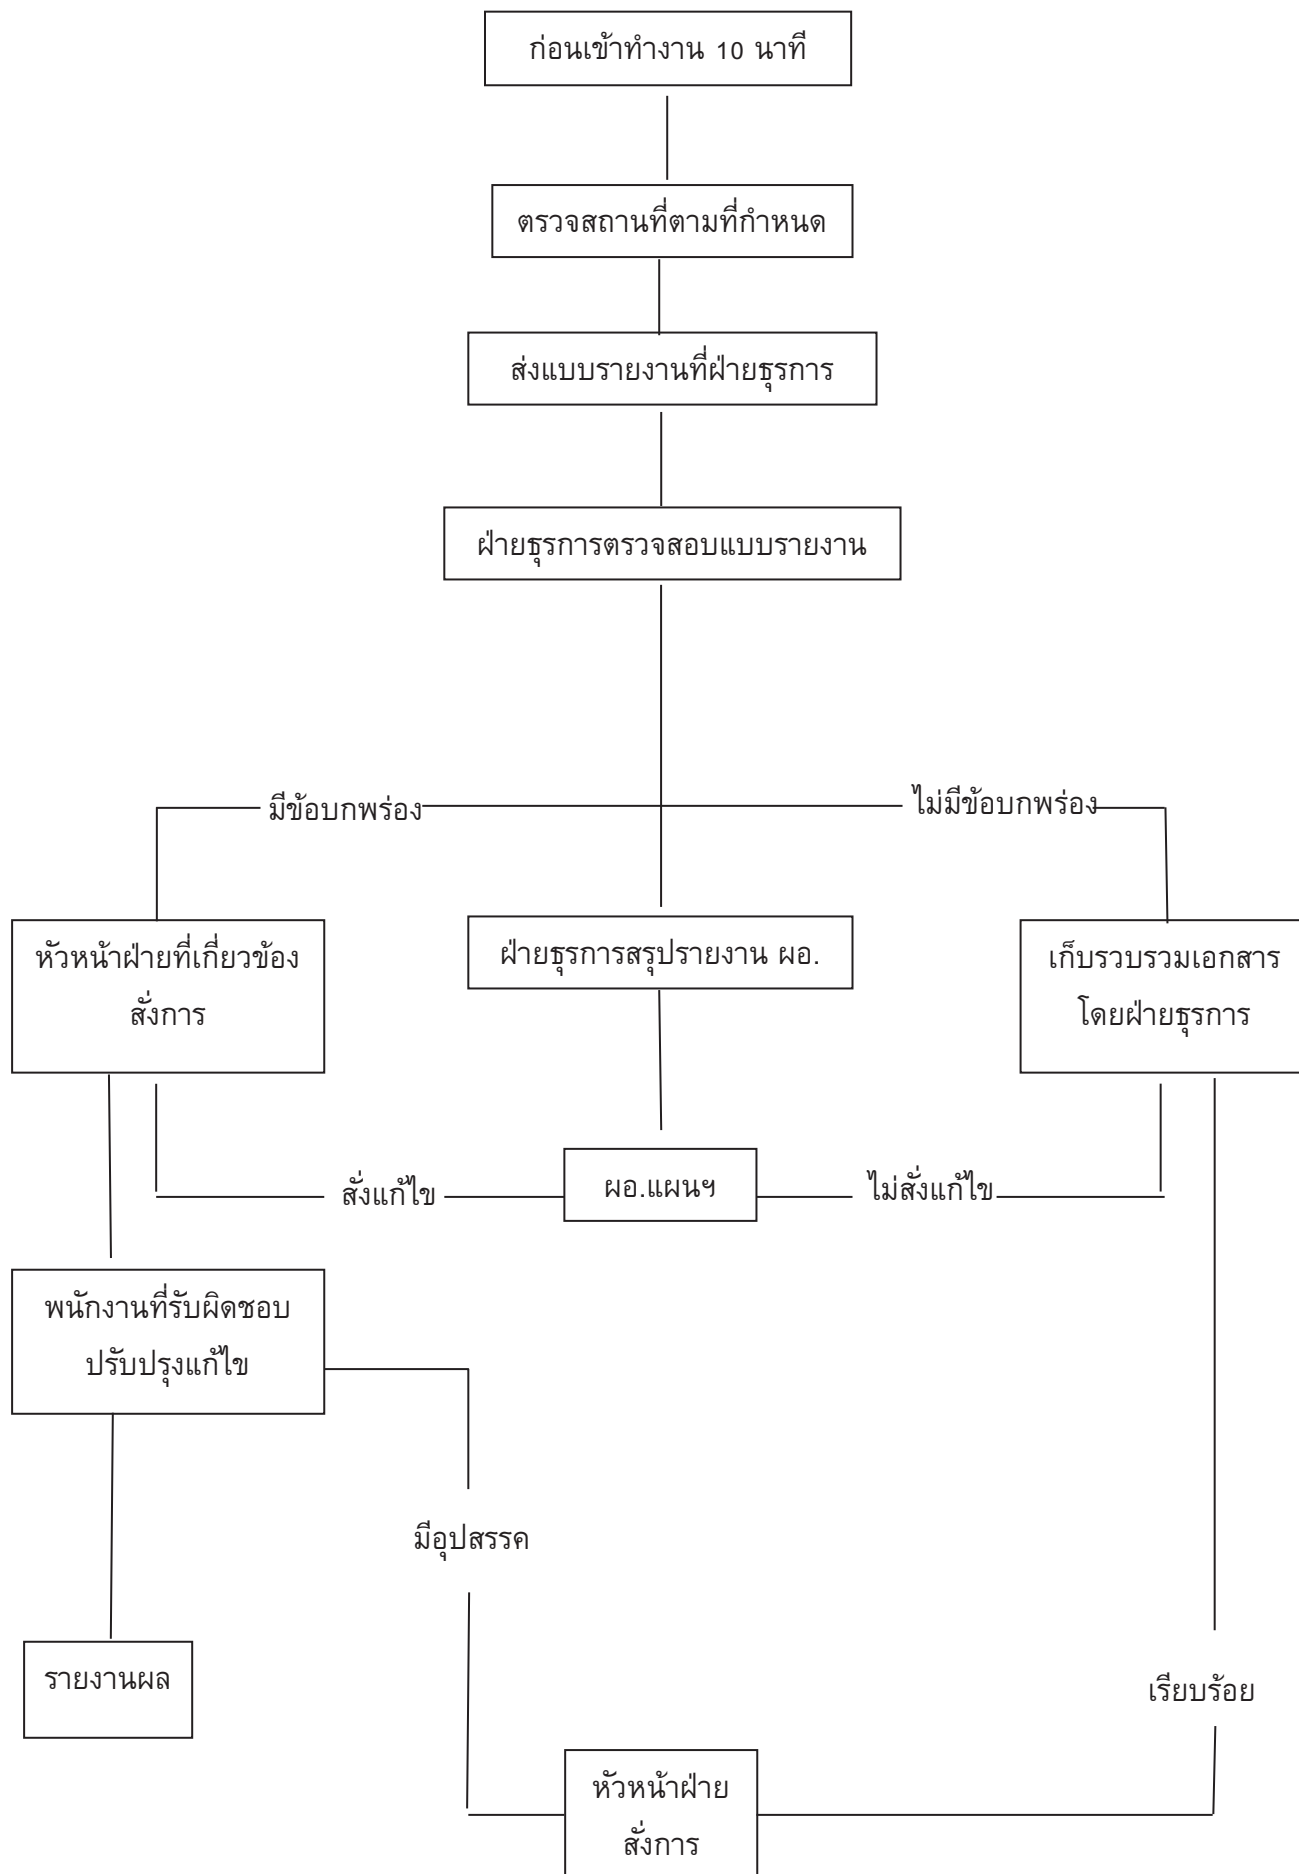 ก่อนเข้าทำงาน 10 นาที
ตรวจสถานที่ตามที่กำหนด
ส่งแบบรายงานที่ฝ่ายธุรการ
ฝ่ายธุรการตรวจสอบแบบรายงาน
มีข้อบกพร่อง
ไม่มีข้อบกพร่อง
หัวหน้าฝ่ายที่เกี่ยวข้อง
สั่งการ
ฝ่ายธุรการสรุปรายงาน ผอ.
เก็บรวบรวมเอกสาร
โดยฝ่ายธุรการ
สั่งแก้ไข
ผอ.แผนฯ
ไม่สั่งแก้ไข
พนักงานที่รับผิดชอบ
ปรับปรุงแก้ไข
มีอุปสรรค
รายงานผล
เรียบร้อย
หัวหน้าฝ่าย
สั่งการ